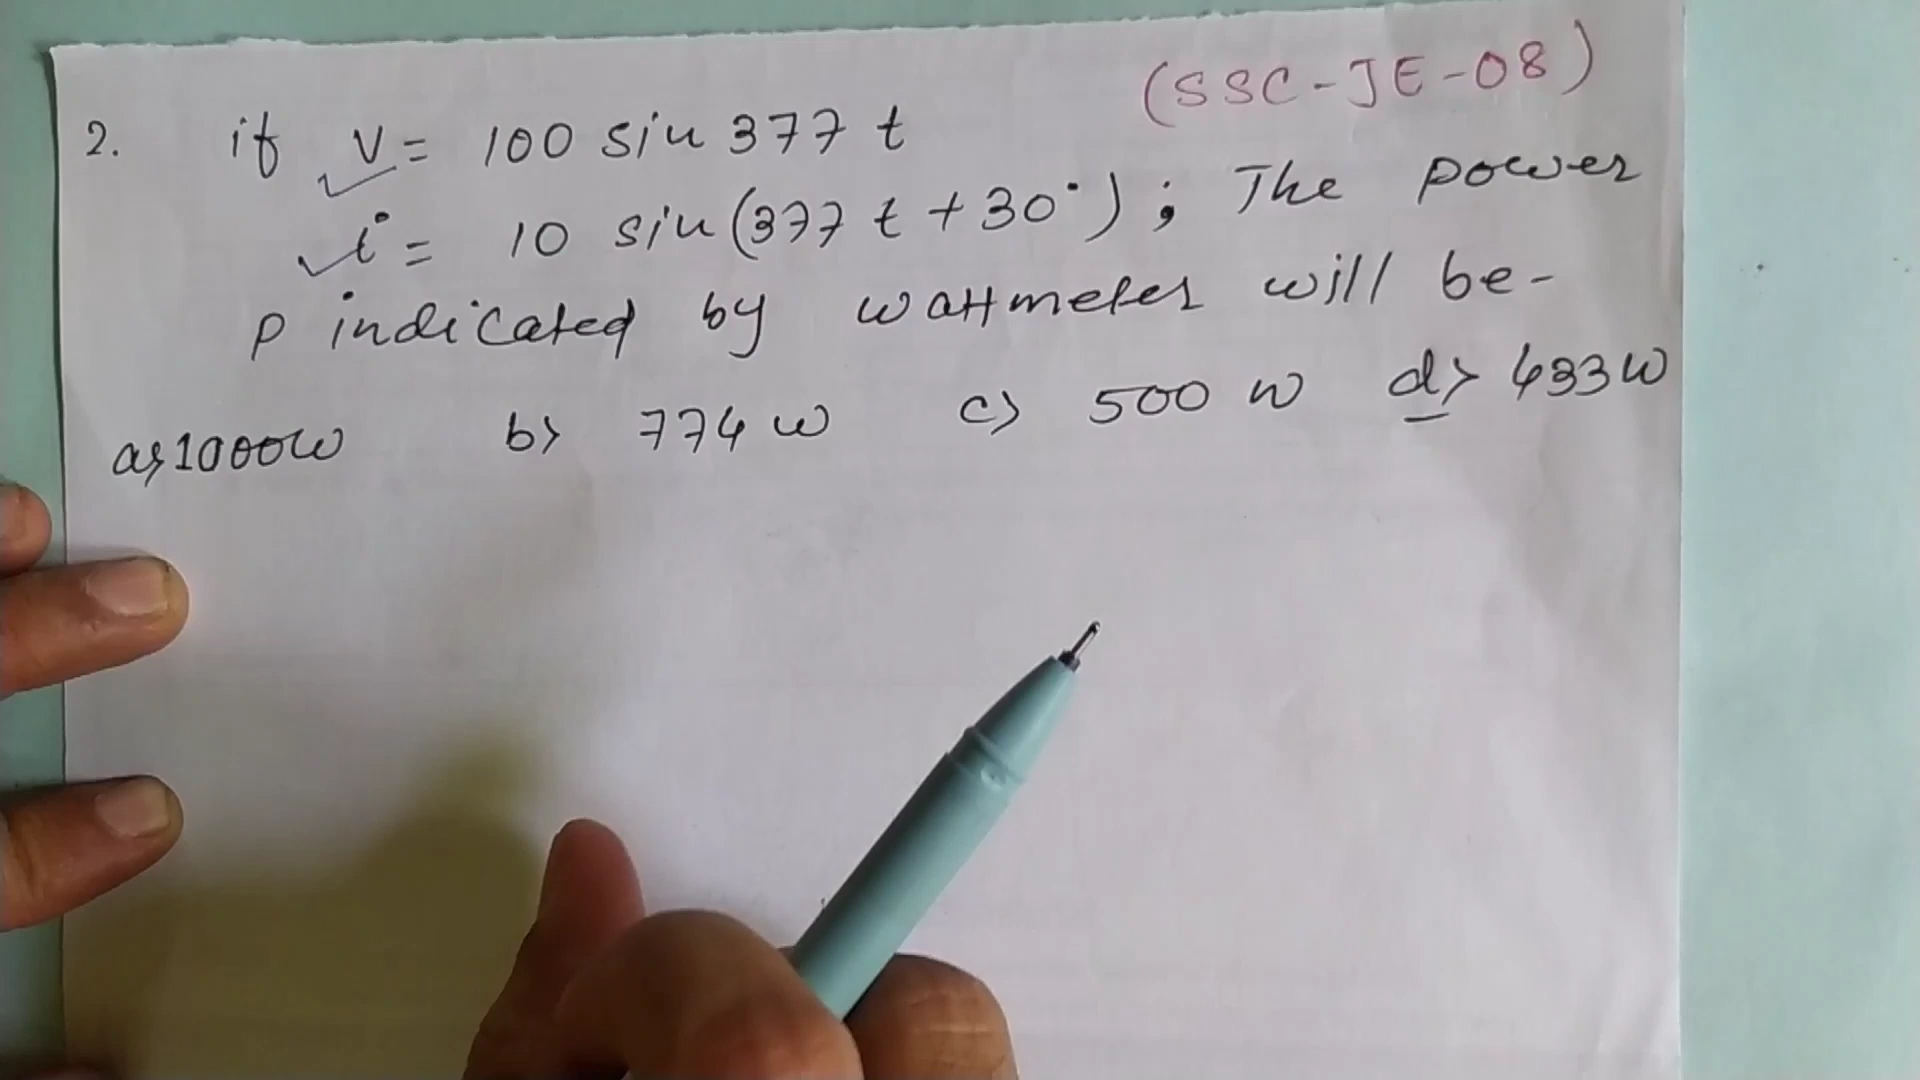 (SSC-JE-08)
2. if V = 100 sin 377 t
i = 10 sin (377 t + 30°) ; The power
P indicated by wattmeter will be-
a> 1000W b> 774 W c> 500 W d> 433 W